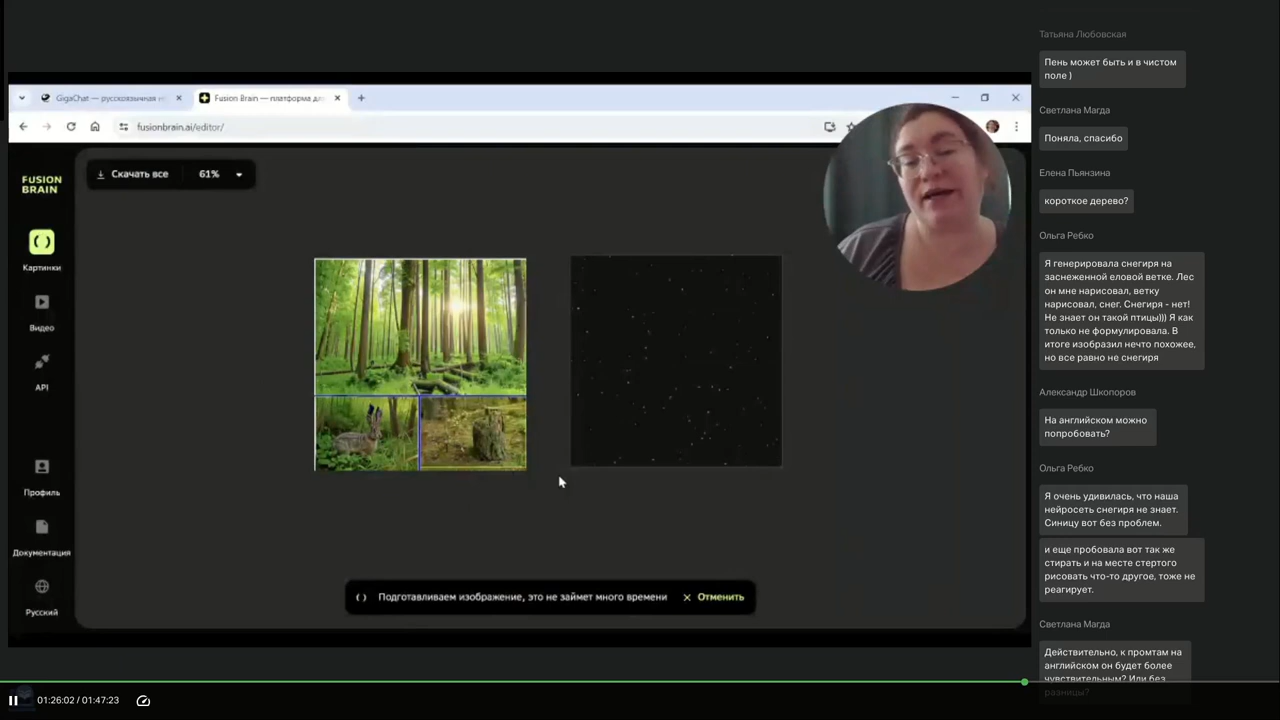 GigaChat — русскоязычная н
Fusion Brain — платформа дл
fusionbrain.ai/editor/
FUSION
BRAIN
Скачать все
61%
Картинки
Видео
API
Профиль
Документация
Русский
Подготавливаем изображение, это не займет много времени
Отменить
01:26:02 / 01:47:23
Татьяна Любовская
Пень может быть и в чистом
поле )
Светлана Магда
Поняла, спасибо
Елена Пьянзина
короткое дерево?
Ольга Ребко
Я генерировала снегиря на
заснеженной еловой ветке. Лес
он мне нарисовал, ветку
нарисовал, снег. Снегиря - нет!
Не знает он такой птицы))) Я как
только не формулировала. В
итоге изобразил нечто похожее,
но все равно не снегиря
Александр Шкопоров
На английском можно
попробовать?
Ольга Ребко
Я очень удивилась, что наша
нейросеть снегиря не знает.
Синицу вот без проблем.
и еще пробовала вот так же
стирать и на месте стертого
рисовать что-то другое, тоже не
реагирует.
Светлана Магда
Действительно, к промтам на
английском он будет более
чувствительным? Или без
разницы?